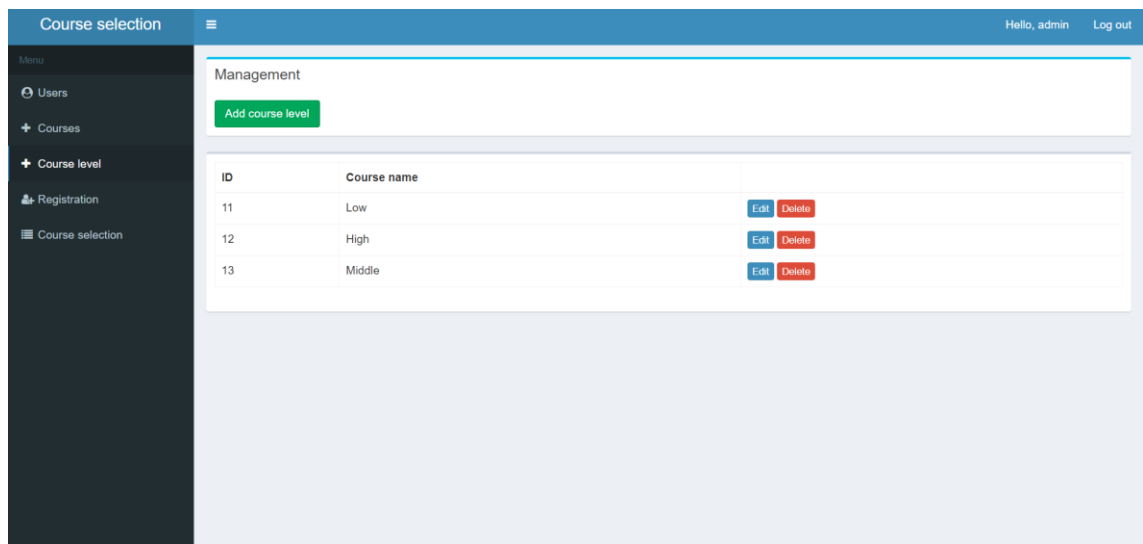 Course selection
Hello, admin Log out
Menu
Users
Courses
Course level
Registration
Course selection
Management
Add course level
ID Course name
11 Low Edit Delete
12 High Edit Delete
13 Middle Edit Delete